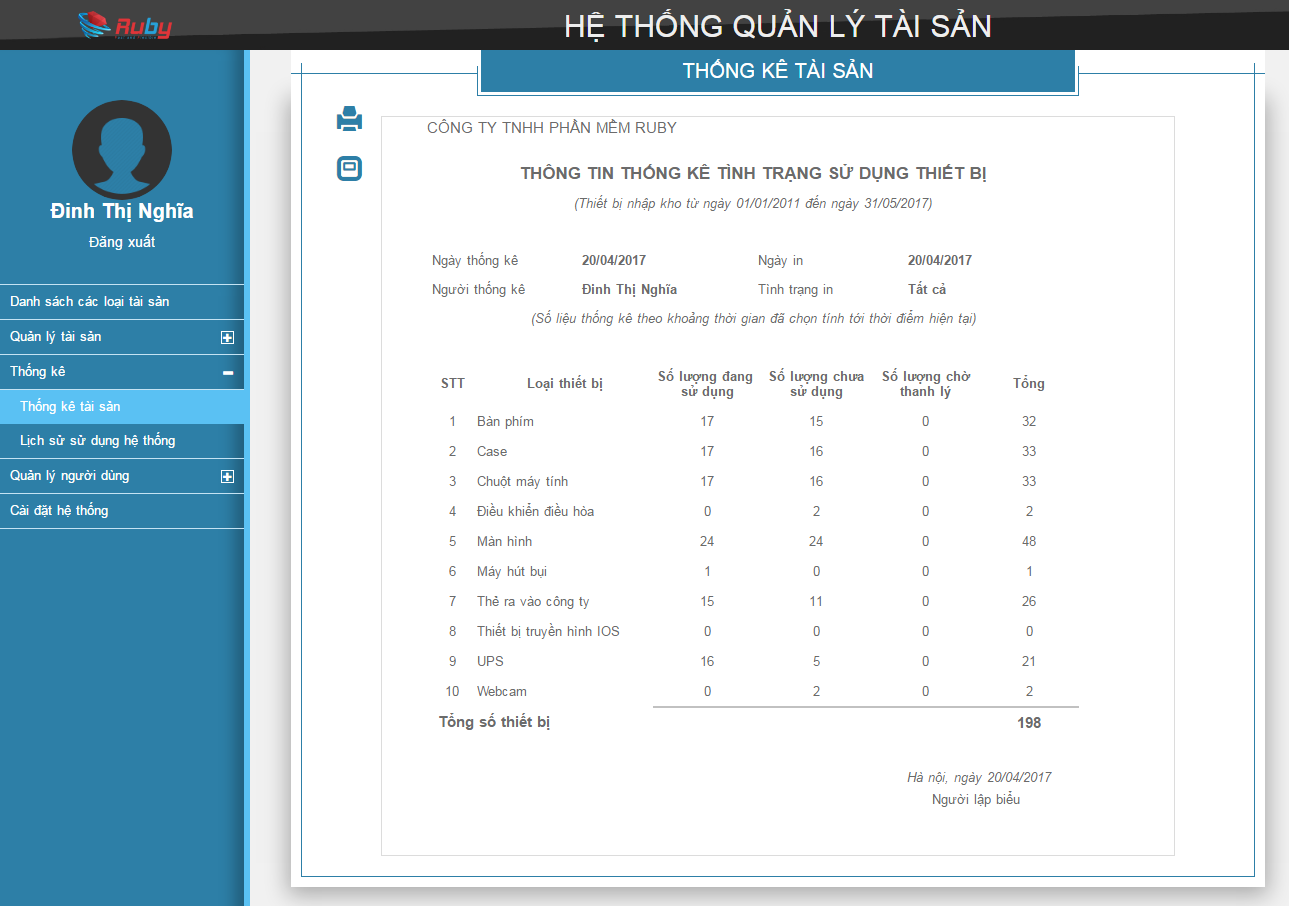 Ruby
HỆ THỐNG QUẢN LÝ TÀI SẢN
Đinh Thị Nghĩa
Đăng xuất
Danh sách các loại tài sản
Quản lý tài sản
Thống kê
Thống kê tài sản
Lịch sử sử dụng hệ thống
Quản lý người dùng
Cài đặt hệ thống
THỐNG KÊ TÀI SẢN
CÔNG TY TNHH PHẦN MỀM RUBY
THÔNG TIN THỐNG KÊ TÌNH TRẠNG SỬ DỤNG THIẾT BỊ
(Thiết bị nhập kho từ ngày 01/01/2011 đến ngày 31/05/2017)
Ngày thống kê 20/04/2017 Ngày in 20/04/2017
Người thống kê Đinh Thị Nghĩa Tình trạng in Tất cả
(Số liệu thống kê theo khoảng thời gian đã chọn tính tới thời điểm hiện tại)
STT Loại thiết bị Số lượng đang sử dụng Số lượng chưa sử dụng Số lượng chờ thanh lý Tổng
1 Bàn phím 17 15 0 32
2 Case 17 16 0 33
3 Chuột máy tính 17 16 0 33
4 Điều khiển điều hòa 0 2 0 2
5 Màn hình 24 24 0 48
6 Máy hút bụi 1 0 0 1
7 Thẻ ra vào công ty 15 11 0 26
8 Thiết bị truyền hình IOS 0 0 0 0
9 UPS 16 5 0 21
10 Webcam 0 2 0 2
Tổng số thiết bị 198
Hà nội, ngày 20/04/2017
Người lập biểu